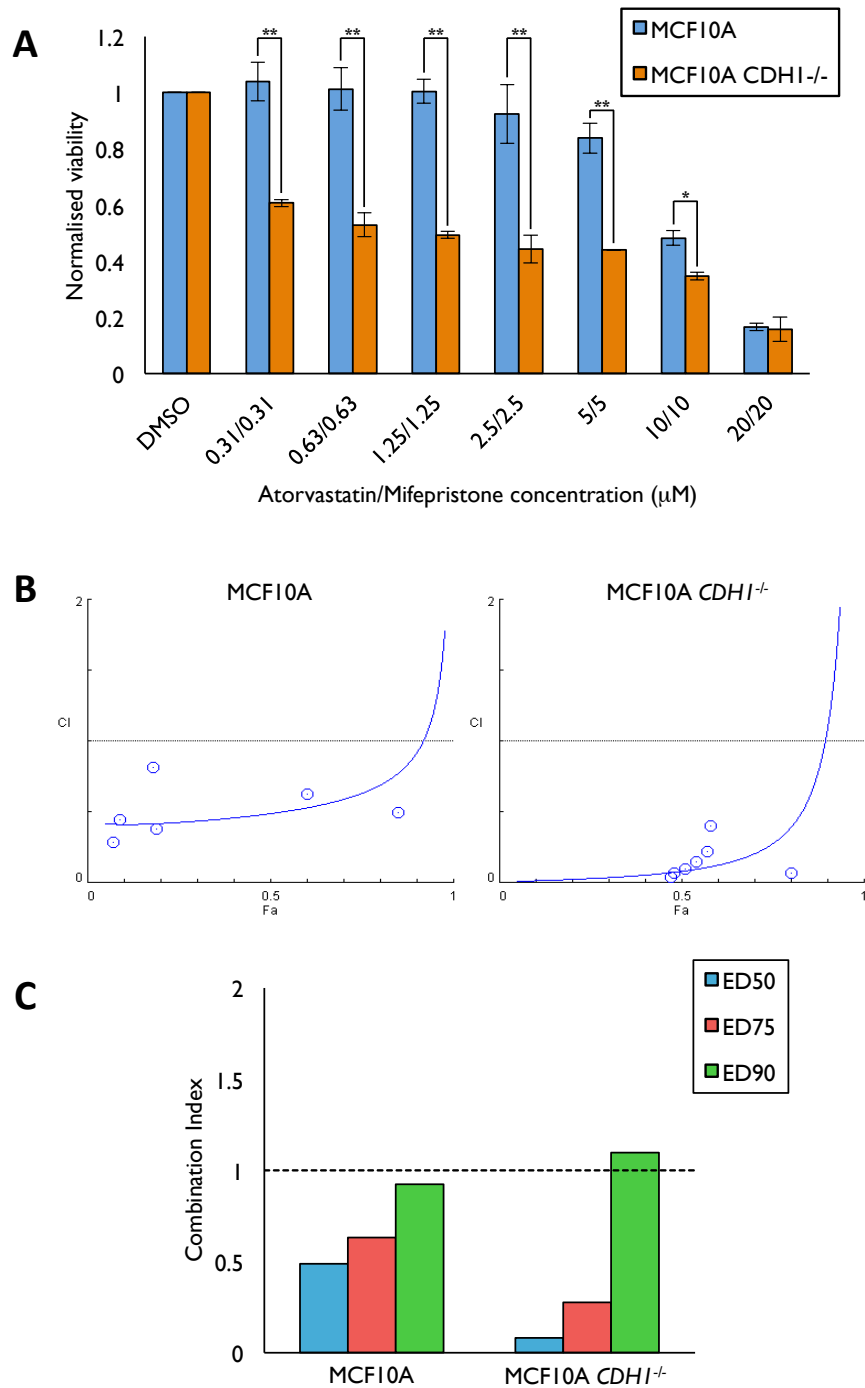 A
1.2
1
0.8
0.6
0.4
0.2
0
Normalised viability
** ** ** ** ** *
MCF10A
MCF10A CDH1-/-
DMSO 0.31/0.31 0.63/0.63 1.25/1.25 2.5/2.5 5/5 10/10 20/20
Atorvastatin/Mifepristone concentration (μM)
B
MCF10A
2
CI
0
0 0.5 1
Fa
MCF10A CDH1-/-
2
CI
0
0 0.5 1
Fa
C
ED50
ED75
ED90
2
1.5
1
0.5
0
Combination Index
MCF10A MCF10A CDH1-/-